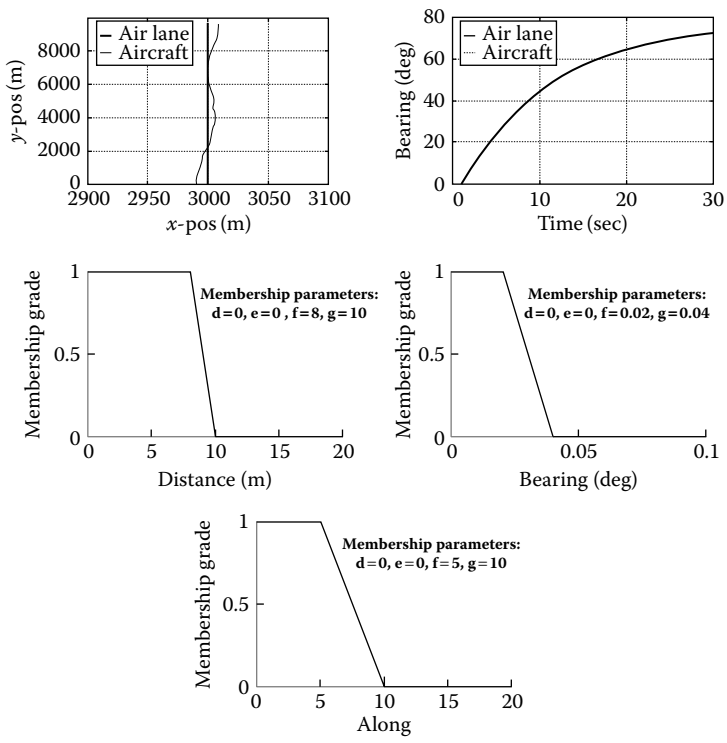 Air lane
Aircraft
8000
6000
4000
2000
0
y-pos (m)
2900 2950 3000 3050 3100
x-pos (m)
Air lane
Aircraft
80
60
40
20
0
Bearing (deg)
0 10 20 30
Time (sec)
1
0.5
0
Membership grade
Membership parameters:
d=0, e=0 , f=8, g=10
0 5 10 15 20
Distance (m)
1
0.5
0
Membership grade
Membership parameters:
d=0, e=0, f=0.02, g=0.04
0 0.05 0.1
Bearing (deg)
1
0.5
0
Membership grade
Membership parameters:
d=0, e=0, f=5, g=10
0 5 10 15 20
Along